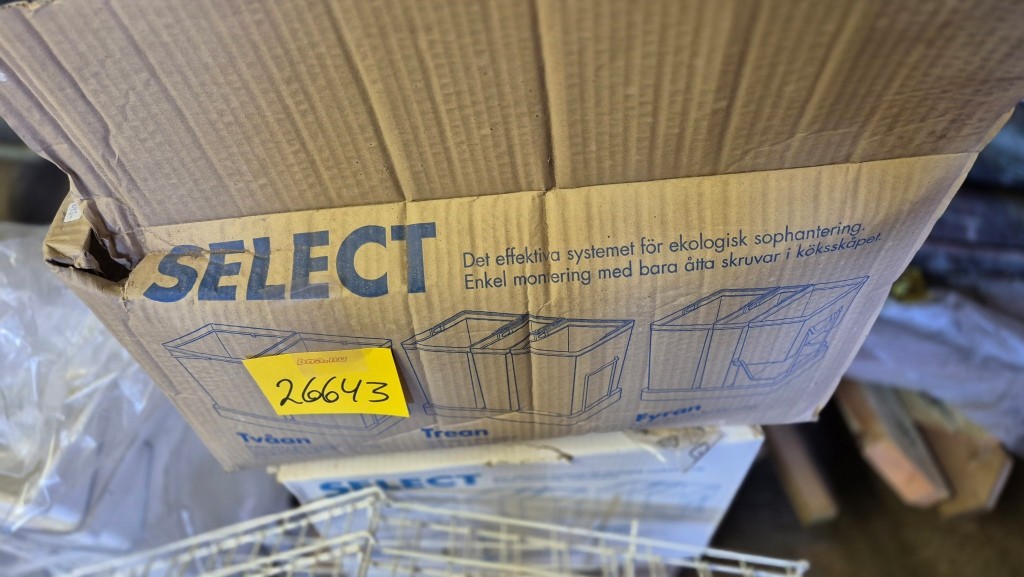 SELECT
Det effektiva systemet för ekologisk sophantering.
Enkel montering med bara åtta skruvar i köksskåpet.
26643
Tvåan
Trean
Fyran
SELECT